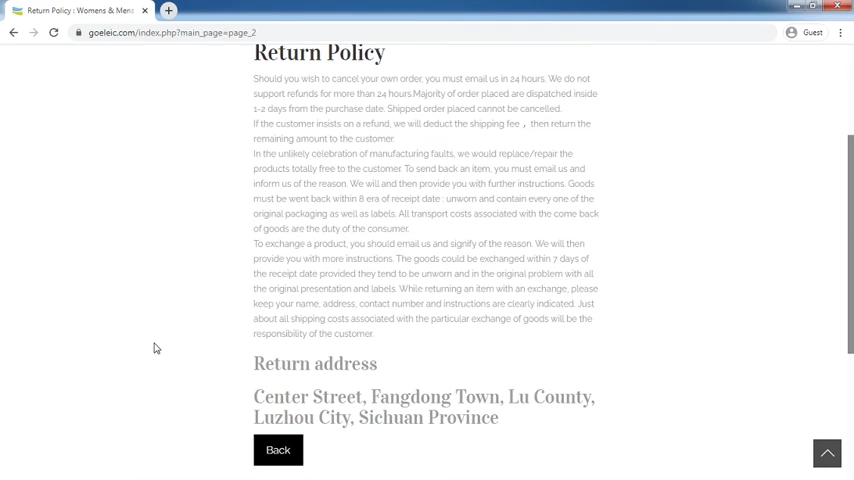 Return Policy : Womens & Mens
goeleic.com/index.php?main_page=page_2
Guest
Return Policy
Should you wish to cancel your own order, you must email us in 24 hours. We do not
support refunds for more than 24 hours.Majority of order placed are dispatched inside
1-2 days from the purchase date. Shipped order placed cannot be cancelled.
If the customer insists on a refund, we will deduct the shipping fee ，then return the
remaining amount to the customer.
In the unlikely celebration of manufacturing faults, we would replace/repair the
products totally free to the customer. To send back an item, you must email us and
inform us of the reason. We will and then provide you with further instructions. Goods
must be went back within 8 era of receipt date : unworn and contain every one of the
original packaging as well as labels. All transport costs associated with the come back
of goods are the duty of the consumer.
To exchange a product, you should email us and signify of the reason. We will then
provide you with more instructions. The goods could be exchanged within 7 days of
the receipt date provided they tend to be unworn and in the original problem with all
the original presentation and labels. While returning an item with an exchange, please
keep your name, address, contact number and instructions are clearly indicated. Just
about all shipping costs associated with the particular exchange of goods will be the
responsibility of the customer.
Return address
Center Street, Fangdong Town, Lu County,
Luzhou City, Sichuan Province
Back